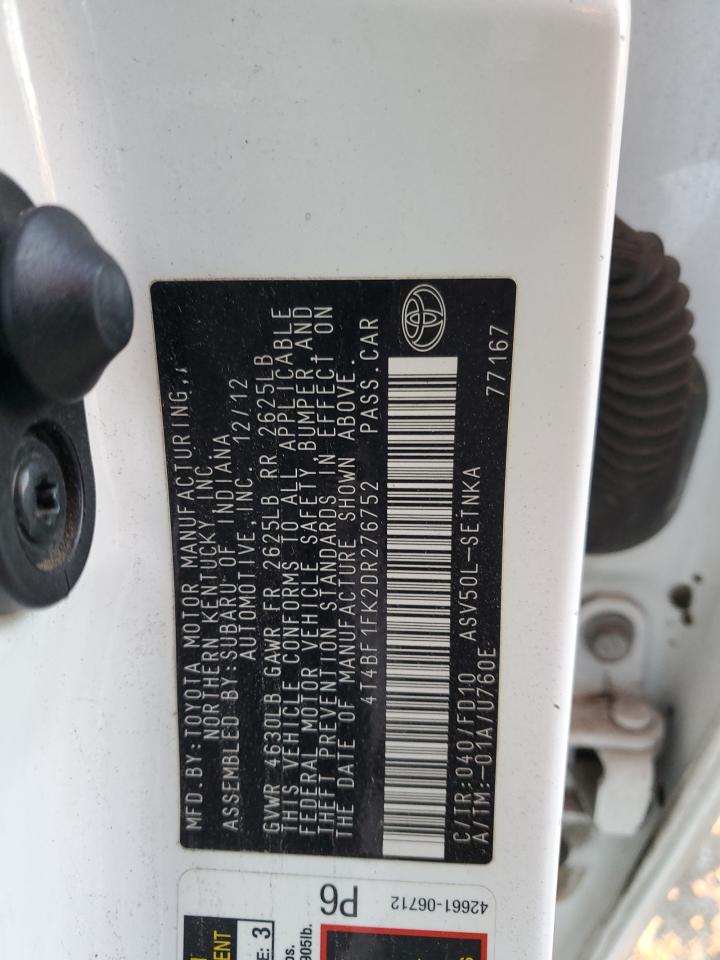 MFD.BY:TOYOTA MOTOR MANUFACTURING,
NORTHERN KENTUCKY,INC.
ASSEMBLED BY:SUBARU OF INDIANA
AUTOMOTIVE,INC. 12/12
GVWR 4630LB GAWR FR 2625LB RR 2625LB
THIS VEHICLE CONFORMS TO ALL APPLICABLE
FEDERAL MOTOR VEHICLE SAFETY, BUMPER AND
THEFT PREVENTION STANDARDS IN EFFECT ON
THE DATE OF MANUFACTURE SHOWN ABOVE.
4T4BF1FK2DR276752 PASS.CAR
C/TR:040/FD10 ASV50L-SETNKA 77167
A/TM:-01A/U760E
P6
42661-06712
E: 3
905lb.